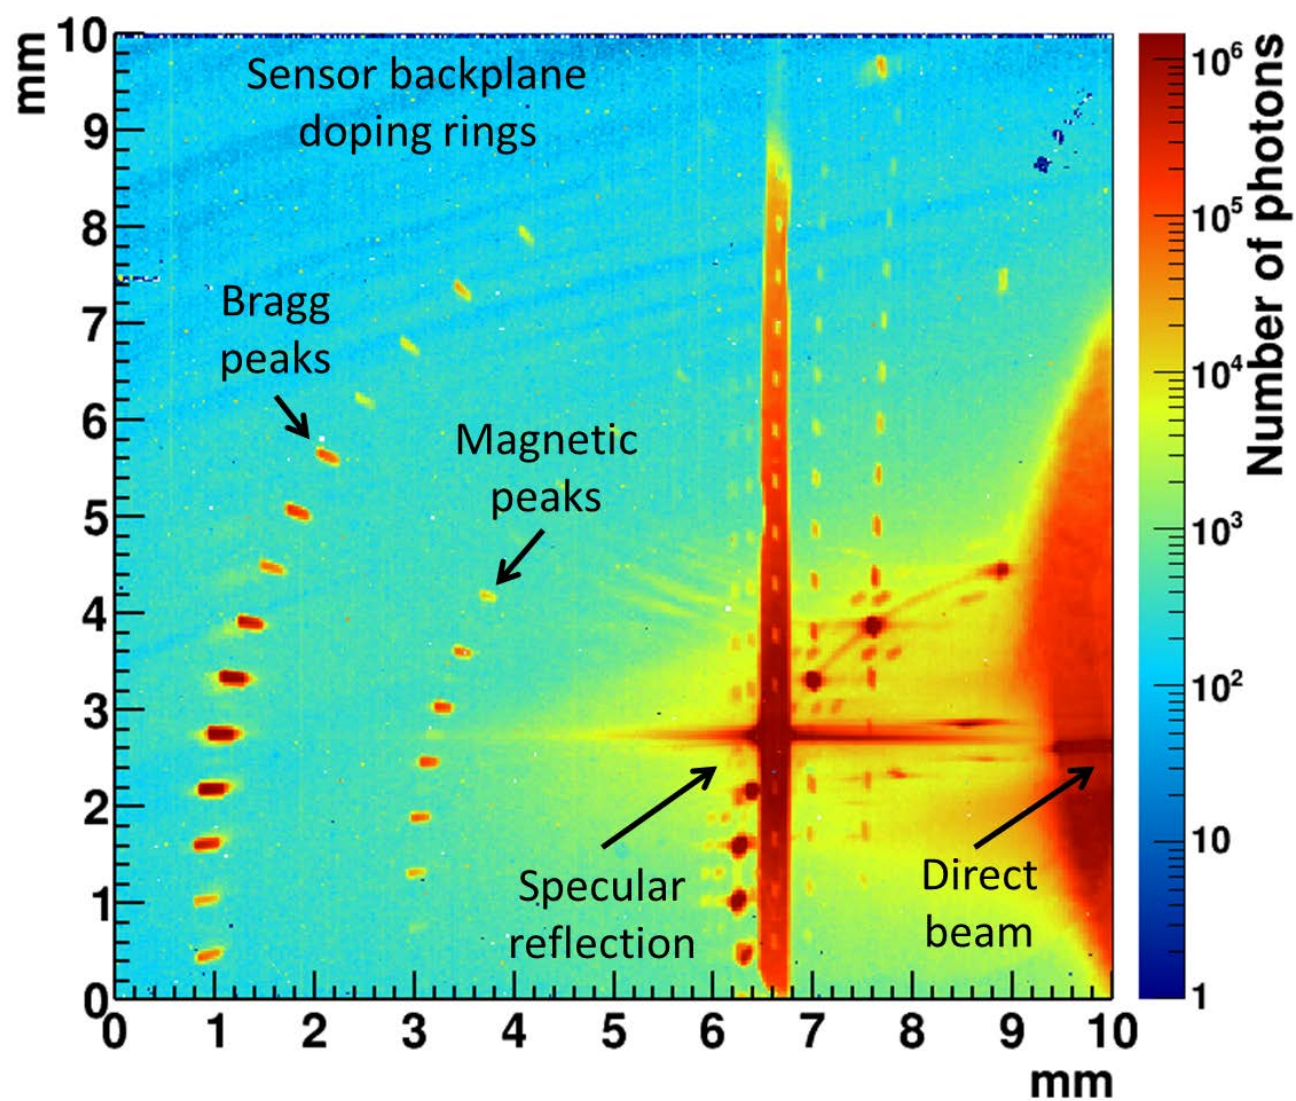 mm
10
9
8
7
6
5
4
3
2
1
0
Sensor backplane
doping rings
Bragg
peaks
Magnetic
peaks
Specular
reflection
Direct
beam
0 1 2 3 4 5 6 7 8 9 10
mm
10⁶
10⁵
10⁴
10³
10²
10
1
Number of photons